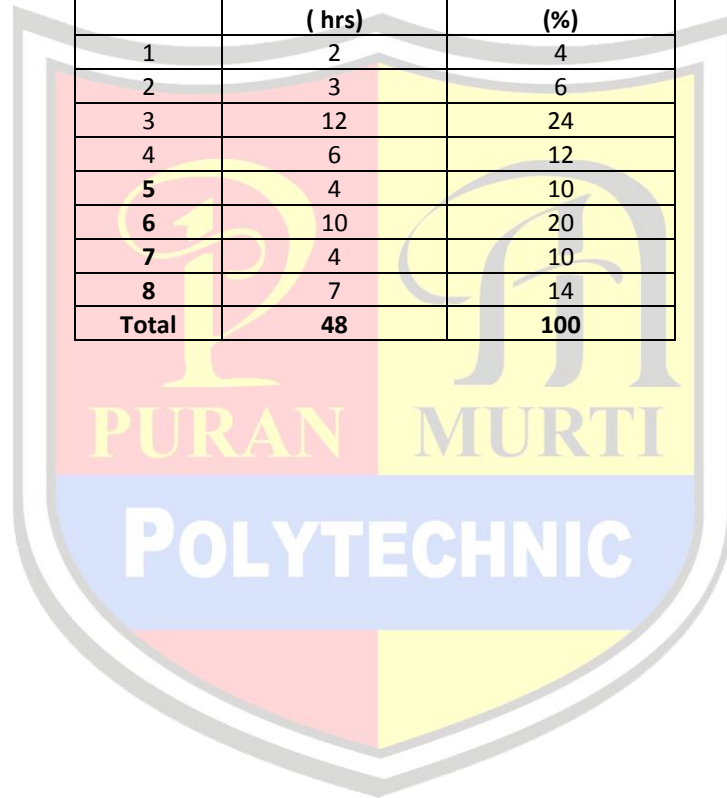 ( hrs) (%)
1 2 4
2 3 6
3 12 24
4 6 12
5 4 10
6 10 20
7 4 10
8 7 14
Total 48 100
PURAN MURTI
POLYTECHNIC